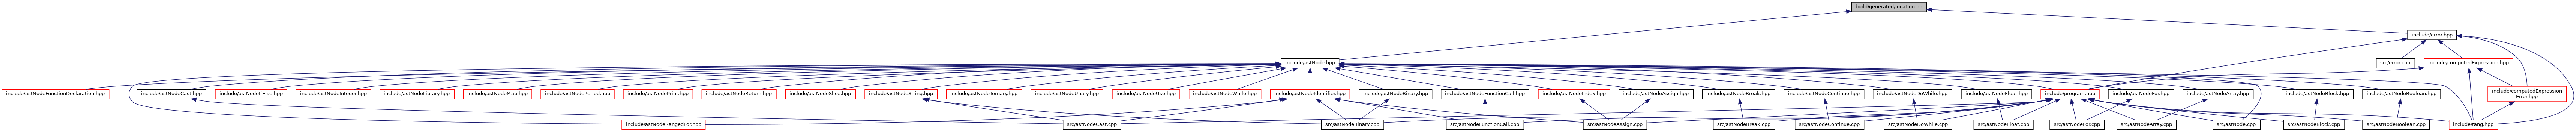 build/generated/location.hh
include/error.hpp
include/astNode.hpp
src/error.cpp
include/computedExpression.hpp
include/astNodeFunctionDeclaration.hpp
include/astNodeCast.hpp
include/astNodeIfElse.hpp
include/astNodeInteger.hpp
include/astNodeLibrary.hpp
include/astNodeMap.hpp
include/astNodePeriod.hpp
include/astNodePrint.hpp
include/astNodeReturn.hpp
include/astNodeSlice.hpp
include/astNodeString.hpp
include/astNodeTernary.hpp
include/astNodeUnary.hpp
include/astNodeUse.hpp
include/astNodeWhile.hpp
include/astNodeIdentifier.hpp
include/astNodeBinary.hpp
include/astNodeFunctionCall.hpp
include/astNodeIndex.hpp
include/astNodeAssign.hpp
include/astNodeBreak.hpp
include/astNodeContinue.hpp
include/astNodeDoWhile.hpp
include/astNodeFloat.hpp
include/program.hpp
include/astNodeFor.hpp
include/astNodeArray.hpp
include/astNodeBlock.hpp
include/astNodeBoolean.hpp
include/computedExpression
Error.hpp
include/astNodeRangedFor.hpp
src/astNodeCast.cpp
src/astNodeBinary.cpp
src/astNodeFunctionCall.cpp
src/astNodeAssign.cpp
src/astNodeBreak.cpp
src/astNodeContinue.cpp
src/astNodeDoWhile.cpp
src/astNodeFloat.cpp
src/astNodeFor.cpp
src/astNodeArray.cpp
src/astNode.cpp
src/astNodeBlock.cpp
src/astNodeBoolean.cpp
include/tang.hpp